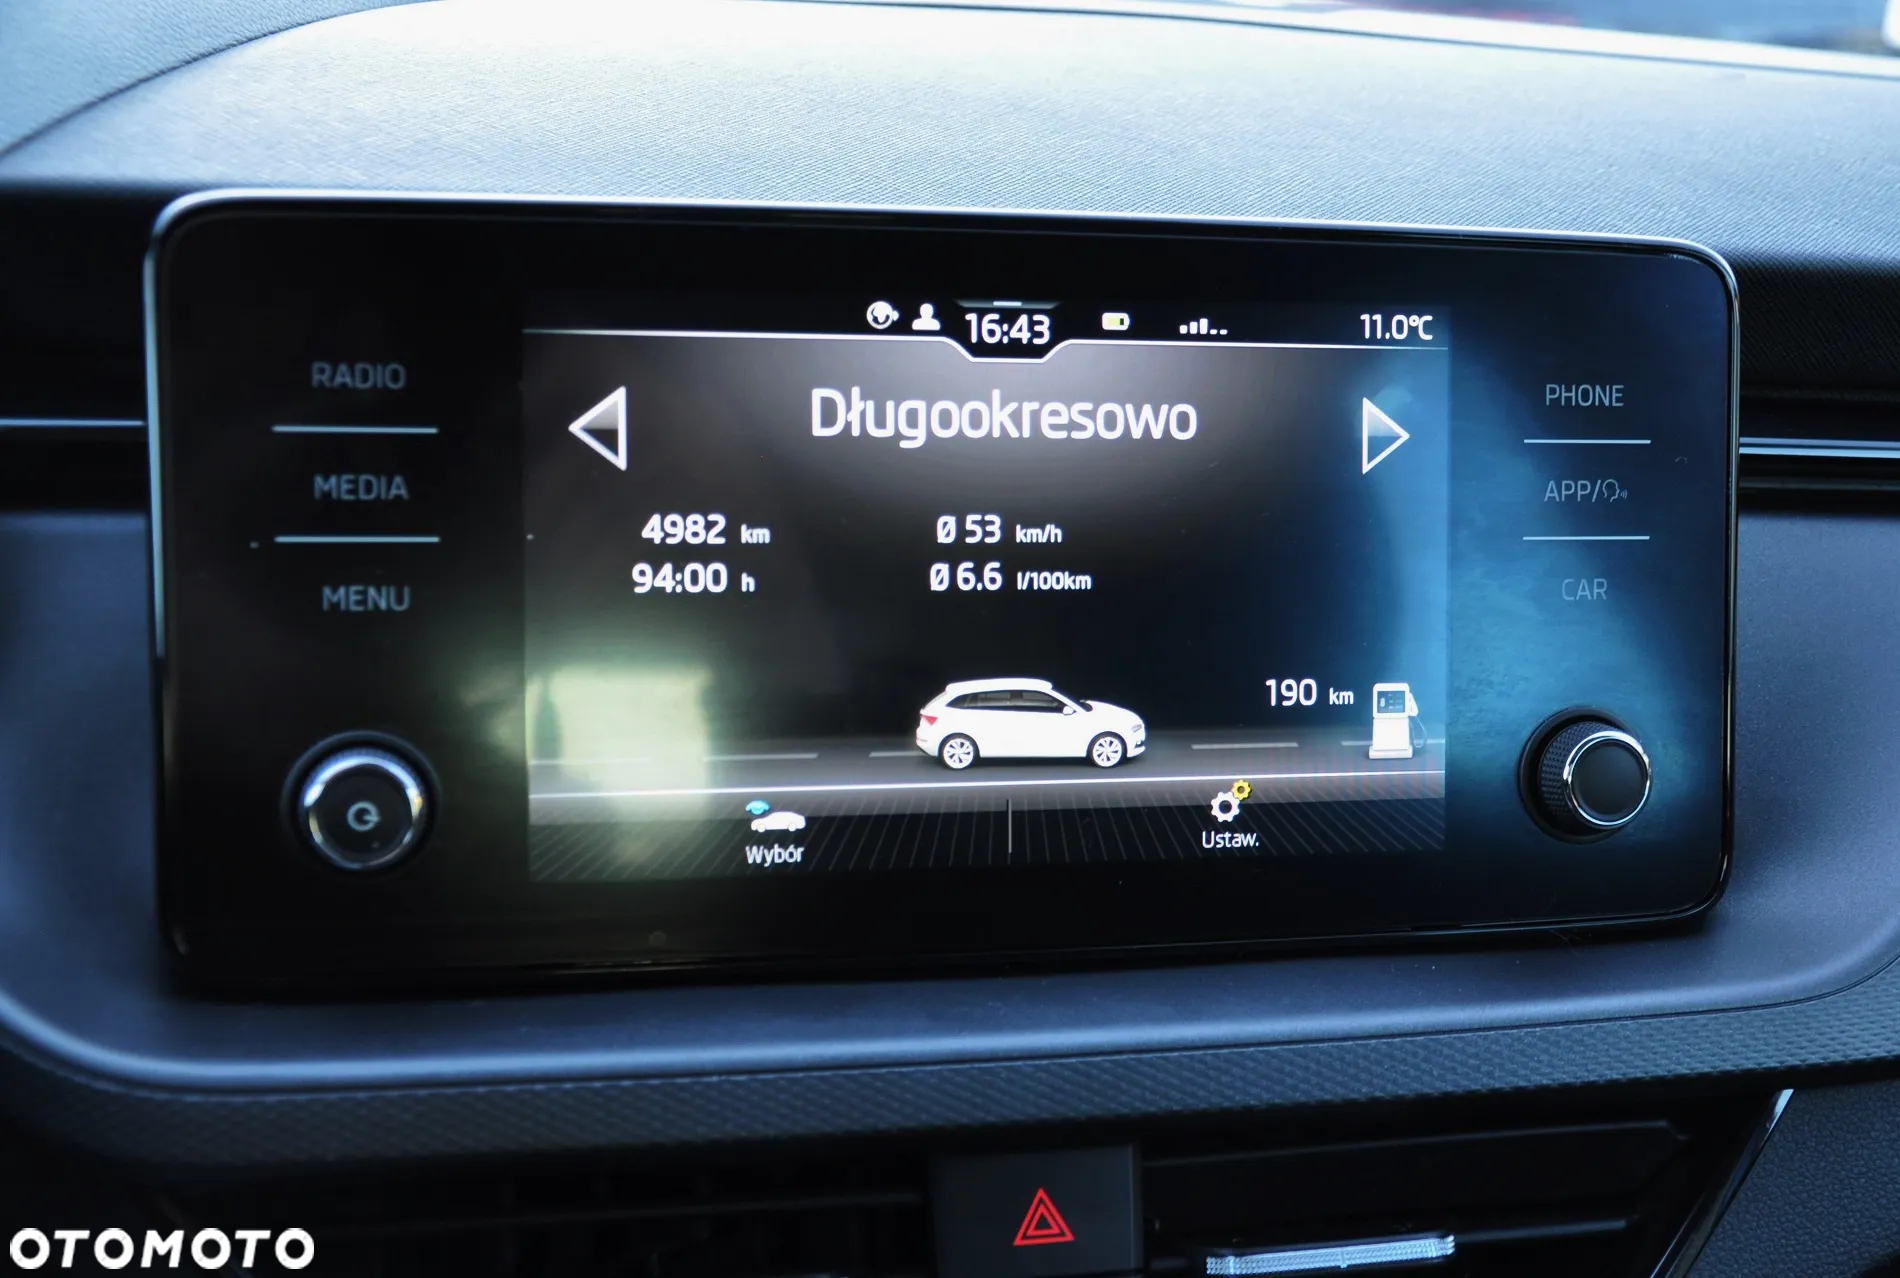 16:43
11.0°C
RADIO
MEDIA
MENU
Długookresowo
4982 km
Ø 53 km/h
94:00 h
Ø 6.6 l/100km
190 km
Wybór
Ustaw.
PHONE
APP/
CAR
OTOMOTO